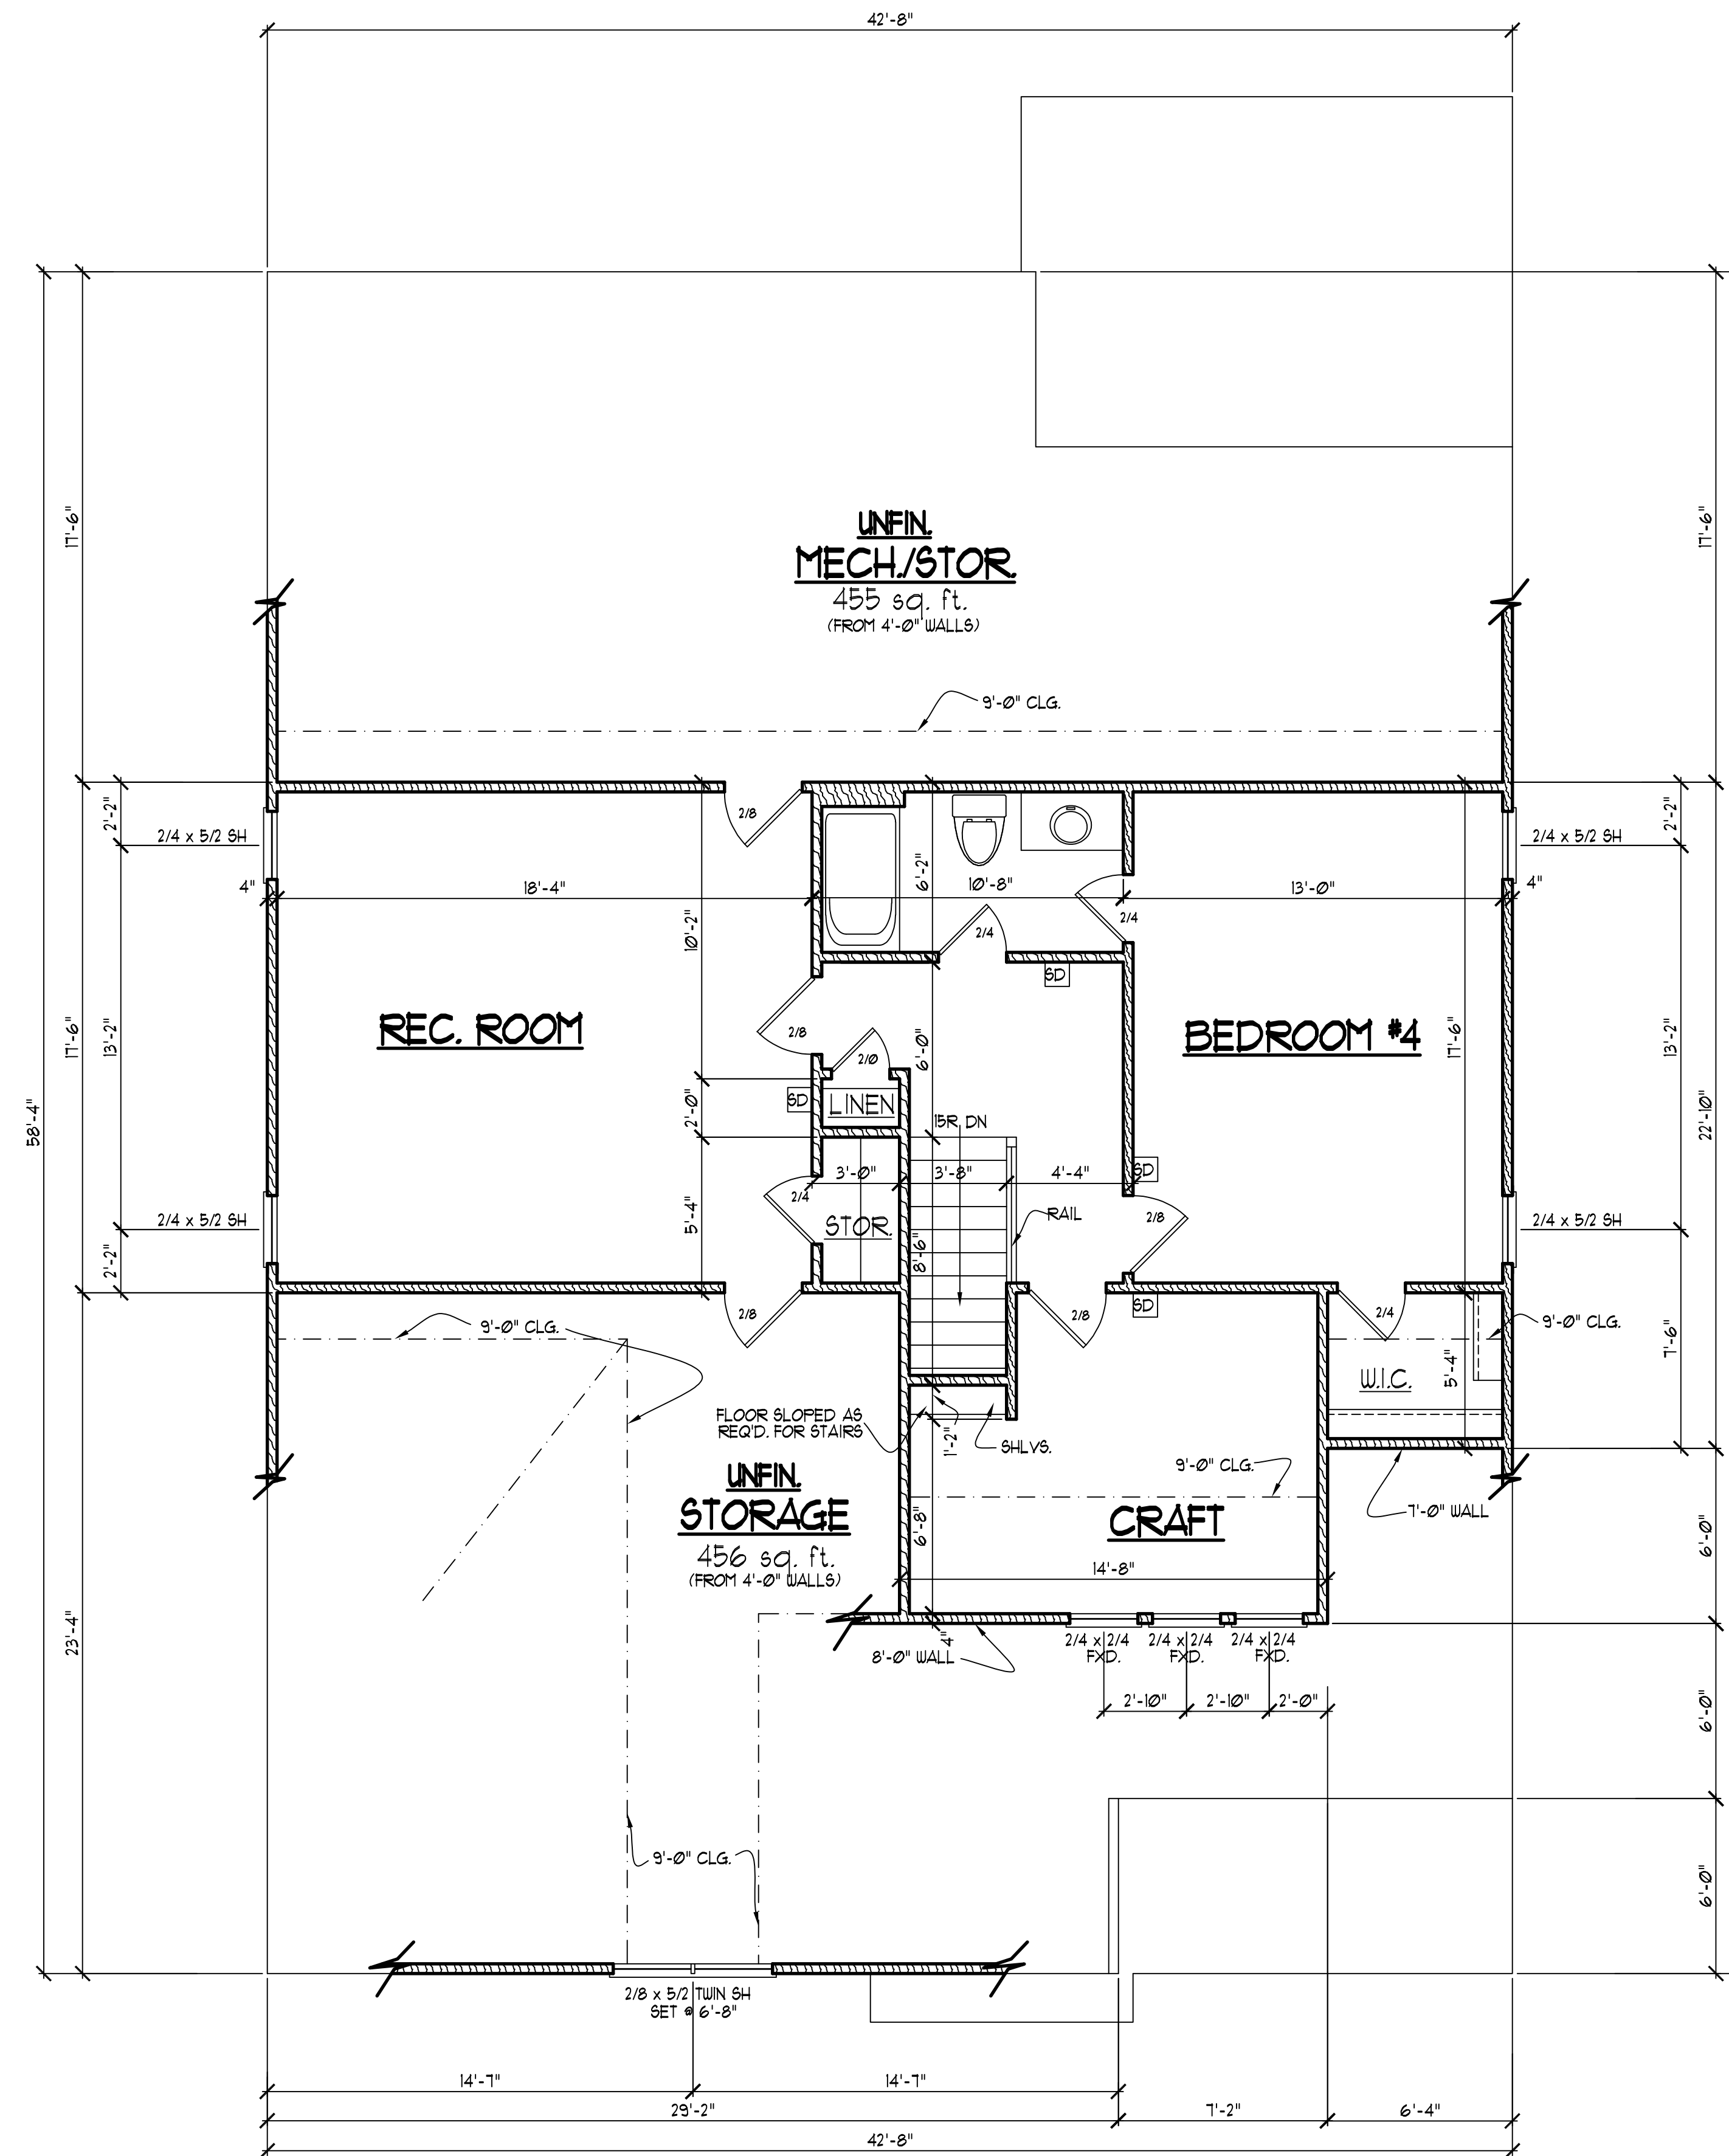 42'-8"
UNFIN.
MECH./STOR.
455 sq. ft.
(FROM 4'-0" WALLS)
17'-6"
17'-6"
9'-0" CLG.
2'-2"
2/8
2'-2"
2/4 x 5/2 SH
2/4 x 5/2 SH
4"
18'-4"
6'-2"
10'-8"
13'-0"
4"
2/4
2/4
10'-2"
SD
REC. ROOM
BEDROOM #4
17'-6"
13'-2"
2/8
2/0
6'-0"
17'-6"
13'-2"
58'-4"
22'-10"
SD
LINEN
2'-0"
15R DN
3'-0"
3'-8"
4'-4"
SD
2/4
5'-4"
STOR.
RAIL
2/8
8'-6"
2/4 x 5/2 SH
2/4 x 5/2 SH
2'-2"
2/8
2/8
SD
2/4
9'-0" CLG.
9'-0" CLG.
7'-6"
5'-4"
W.I.C.
FLOOR SLOPED AS
REQ'D. FOR STAIRS
1'-2"
SHLVS.
9'-0" CLG.
7'-0" WALL
UNFIN.
STORAGE
456 sq. ft.
(FROM 4'-0" WALLS)
6'-8"
CRAFT
14'-8"
6'-0"
23'-4"
4"
8'-0" WALL
2/4 x 2/4
FXD.
2/4 x 2/4
FXD.
2/4 x 2/4
FXD.
2'-10"
2'-10"
2'-0"
6'-0"
9'-0" CLG.
6'-0"
2/8 x 5/2 TWIN SH
SET @ 6'-8"
14'-7"
14'-7"
29'-2"
7'-2"
6'-4"
42'-8"